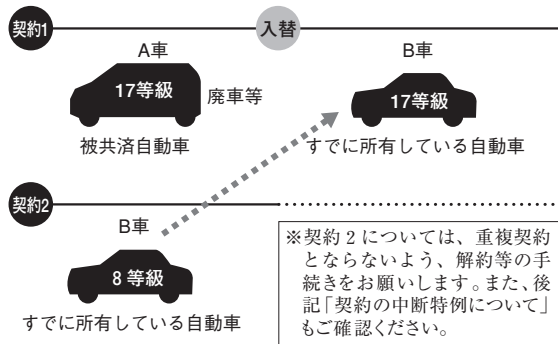 契約1
入替
A車
B車
17等級
廃車等
17等級
被共済自動車
すでに所有している自動車
契約2
B車
8等級
すでに所有している自動車
※契約2については、重複契約
とならないよう、解約等の手
続きをお願いします。また、後
記「契約の中断特例について」
もご確認ください。